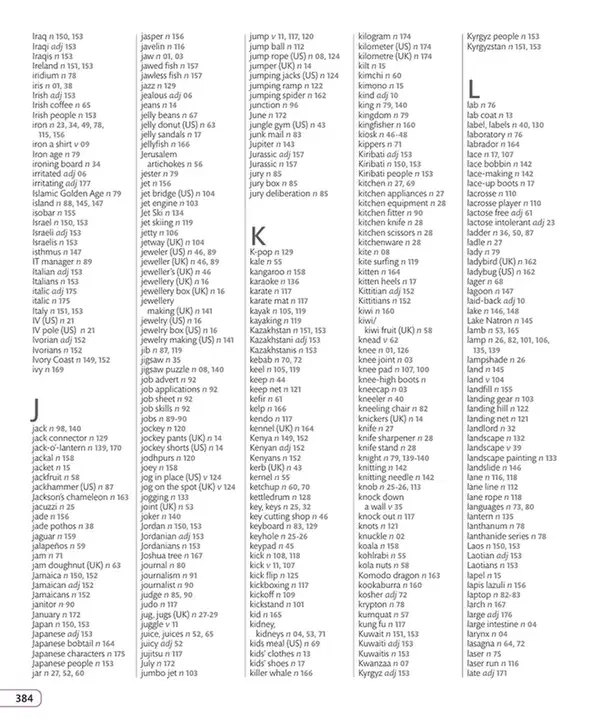 Iraq n 150, 153
Iraqi adj 153
Iraqis n 153
Ireland n 151, 153
iridium n 78
iris n 01, 38
Irish adj 153
Irish coffee n 65
Irish people n 153
iron n 23, 34, 49, 78,
115, 156
iron a shirt v 09
Iron age n 79
ironing board n 34
irritated adj 06
irritating adj 177
Islamic Golden Age n 79
island n 88, 145, 147
isobar n 155
Israel n 150, 153
Israeli adj 153
Israelis n 153
isthmus n 147
IT manager n 89
Italian adj 153
Italians n 153
italic adj 175
italic n 175
Italy n 151, 153
IV (US) n 21
IV pole (US) n 21
Ivorian adj 152
Ivorians n 152
Ivory Coast n 149, 152
ivy n 169
J
jack n 98, 140
jack connector n 129
jack-o'-lantern n 139, 170
jackal n 158
jacket n 15
jackfruit n 58
jackhammer (US) n 87
Jackson's chameleon n 163
jacuzzi n 25
jade n 156
jade pothos n 38
jaguar n 159
jalapeños n 59
jam n 71
jam doughnut (UK) n 63
Jamaica n 150, 152
Jamaican adj 152
Jamaicans n 152
janitor n 90
January n 172
Japan n 150, 153
Japanese adj 153
Japanese bobtail n 164
Japanese characters n 175
Japanese people n 153
jar n 27, 52, 60
jasper n 156
javelin n 116
jaw n 01, 03
jawed fish n 157
jawless fish n 157
jazz n 129
jealous adj 06
jeans n 14
jelly beans n 67
jelly donut (US) n 63
jelly sandals n 17
jellyfish n 166
Jerusalem
artichokes n 56
jester n 79
jet n 156
jet bridge (US) n 104
jet engine n 103
Jet Ski n 134
jet skiing n 119
jetty n 106
jetway (UK) n 104
jeweler (US) n 46, 89
jeweller (UK) n 46, 89
jeweller's (UK) n 46
jewellery (UK) n 16
jewellery box (UK) n 16
jewellery
making (UK) n 141
jewelry (US) n 16
jewelry box (US) n 16
jewelry making (US) n 141
jib n 87, 119
jigsaw n 35
jigsaw puzzle n 08, 140
job advert n 92
job applications n 92
job sheet n 92
job skills n 92
jobs n 89-90
jockey n 120
jockey pants (UK) n 14
jockey shorts (US) n 14
jodhpurs n 120
joey n 158
jog in place (US) v 124
jog on the spot (UK) v 124
jogging n 133
joint (UK) n 53
joker n 140
Jordan n 150, 153
Jordanian adj 153
Jordanians n 153
Joshua tree n 167
journal n 80
journalism n 91
journalist n 90
judge n 85, 90
judo n 117
jug, jugs (UK) n 27-29
juggle v 11
juice, juices n 52, 65
juicy adj 52
jujitsu n 117
July n 172
jumbo jet n 103
jump v 11, 117, 120
jump ball n 112
jump rope (US) n 08, 124
jumper (UK) n 14
jumping jacks (US) n 124
jumping ramp n 122
jumping spider n 162
junction n 96
June n 172
jungle gym (US) n 43
junk mail n 83
Jupiter n 143
Jurassic adj 157
Jurassic n 157
jury n 85
jury box n 85
jury deliberation n 85
K
K-pop n 129
kale n 55
kangaroo n 158
karaoke n 136
karate n 117
karate mat n 117
kayak n 105, 119
kayaking n 119
Kazakhstan n 151, 153
Kazakhstani adj 153
Kazakhstanis n 153
kebab n 70, 72
keel n 105, 119
keep n 44
keep net n 121
kefir n 61
kelp n 166
kendo n 117
kennel (UK) n 164
Kenya n 149, 152
Kenyan adj 152
Kenyans n 152
kerb (UK) n 43
kernel n 55
ketchup n 60, 70
kettledrum n 128
key, keys n 25, 32
key cutting shop n 46
keyboard n 83, 129
keyhole n 25-26
keypad n 45
kick n 108, 118
kick v 11, 107
kick flip n 125
kickboxing n 117
kickoff n 109
kickstand n 101
kid n 165
kidney,
kidneys n 04, 53, 71
kids meal (US) n 69
kids' clothes n 13
kids' shoes n 17
killer whale n 166
kilogram n 174
kilometer (US) n 174
kilometre (UK) n 174
kilt n 15
kimchi n 60
kimono n 15
kind adj 10
king n 79, 140
kingdom n 79
kingfisher n 160
kiosk n 46-48
kippers n 71
Kiribati adj 153
Kiribati n 150, 153
Kiribati people n 153
kitchen n 27, 69
kitchen appliances n 27
kitchen equipment n 28
kitchen fitter n 90
kitchen knife n 28
kitchen scissors n 28
kitchenware n 28
kite n 08
kite surfing n 119
kitten n 164
kitten heels n 17
Kittitian adj 152
Kittitians n 152
kiwi n 160
kiwi/
kiwi fruit (UK) n 58
knead v 62
knee n 01, 126
knee joint n 03
knee pad n 107, 100
knee-high boots n
kneecap n 03
kneeler n 40
kneeling chair n 82
knickers (UK) n 14
knife n 27
knife sharpener n 28
knife stand n 28
knight n 79, 139-140
knitting n 142
knitting needle n 142
knob n 25-26, 113
knock down
a wall v 35
knock out n 117
knots n 121
knuckle n 02
koala n 158
kohlrabi n 55
kola nuts n 58
Komodo dragon n 163
kookaburra n 160
kosher adj 72
krypton n 78
kumquat n 57
kung fu n 117
Kuwait n 151, 153
Kuwaiti adj 153
Kuwaitis n 153
Kwanzaa n 07
Kyrgyz adj 153
Kyrgyz people n 153
Kyrgyzstan n 151, 153
L
lab n 76
lab coat n 13
label, labels n 40, 130
laboratory n 76
labrador n 164
lace n 17, 107
lace bobbin n 142
lace-making n 142
lace-up boots n 17
lacrosse n 110
lacrosse player n 110
lactose free adj 61
lactose intolerant adj 23
ladder n 36, 50, 87
ladle n 27
lady n 79
ladybird (UK) n 162
ladybug (US) n 162
lager n 68
lagoon n 147
laid-back adj 10
lake n 146, 148
Lake Natron n 145
lamb n 53, 165
lamp n 26, 82, 101, 106,
135, 139
lampshade n 26
land n 145
land v 104
landfill n 155
landing gear n 103
landing hill n 122
landing net n 121
landlord n 32
landscape n 132
landscape v 39
landscape painting n 133
landslide n 146
lane n 116, 118
lane line n 112
lane rope n 118
languages n 73, 80
lantern n 135
lanthanum n 78
lanthanide series n 78
Laos n 150, 153
Laotian adj 153
Laotians n 153
lapel n 15
lapis lazuli n 156
laptop n 82-83
larch n 167
large adj 176
large intestine n 04
larynx n 04
lasagna n 64, 72
laser n 75
laser run n 116
late adj 171
384